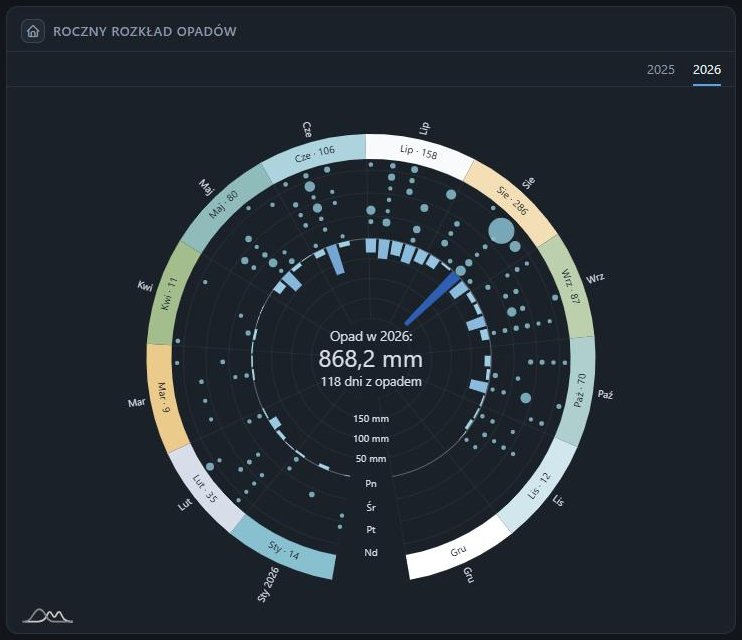 ROCZNY ROZKŁAD OPADÓW
2025
2026
Cze
Lip
Cze · 106
Lip · 158
Maj
Sie
Maj · 80
Sie · 286
Kwi
Wrz
Kwi · 11
Wrz · 87
Opad w 2026:
868,2 mm
118 dni z opadem
Mar
Mar · 9
Paź · 70
Paź
150 mm
100 mm
50 mm
Pn
Śr
Pt
Nd
Lut
Lut · 35
Lis · 12
Lis
Sty · 14
Gru
Sty 2026
Gru